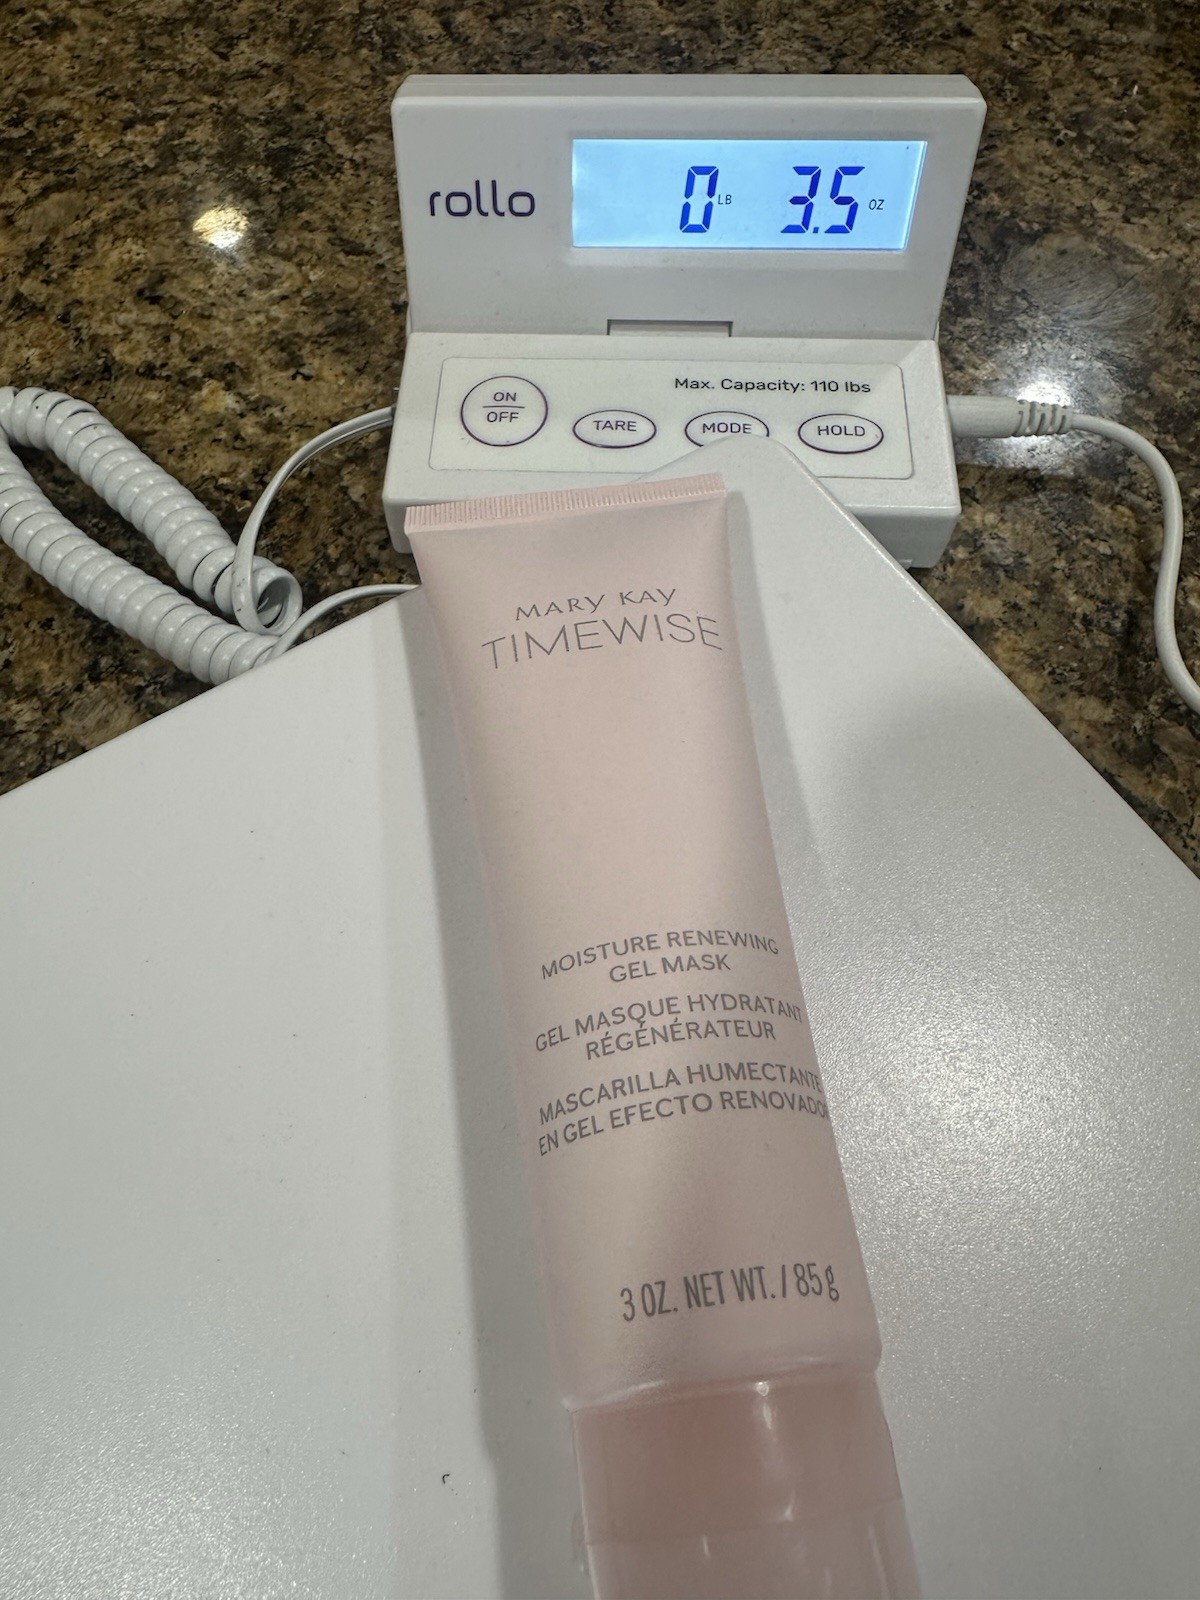 rollo
0 LB 3.5 OZ
Max. Capacity: 110 lbs
ON
OFF
TARE
MODE
HOLD
MARY KAY
TIMEWISE
MOISTURE RENEWING
GEL MASK
GEL MASQUE HYDRATANT
RÉGÉNÉRATEUR
MASCARILLA HUMECTANTE
EN GEL EFECTO RENOVADOR
3 OZ. NET WT. / 85 g